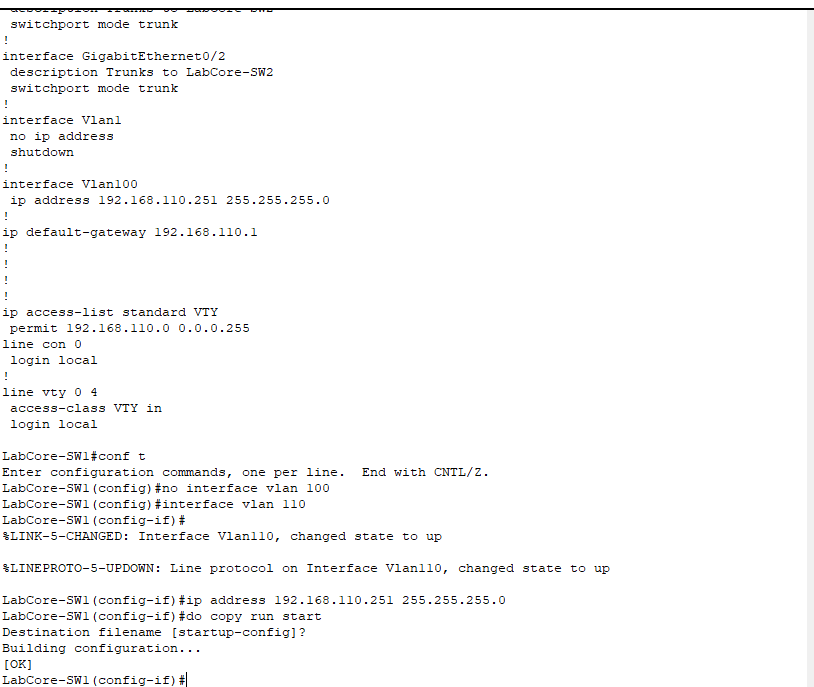 switchport mode trunk
!
interface GigabitEthernet0/2
description Trunks to LabCore-SW2
switchport mode trunk
!
interface Vlan1
no ip address
shutdown
!
interface Vlan100
ip address 192.168.110.251 255.255.255.0
!
ip default-gateway 192.168.110.1
!
!
!
!
ip access-list standard VTY
permit 192.168.110.0 0.0.0.255
line con 0
login local
!
line vty 0 4
access-class VTY in
login local
LabCore-SW1#conf t
Enter configuration commands, one per line.  End with CNTL/Z.
LabCore-SW1(config)#no interface vlan 100
LabCore-SW1(config)#interface vlan 110
LabCore-SW1(config-if)#
%LINK-5-CHANGED: Interface Vlan110, changed state to up
%LINEPROTO-5-UPDOWN: Line protocol on Interface Vlan110, changed state to up
LabCore-SW1(config-if)#ip address 192.168.110.251 255.255.255.0
LabCore-SW1(config-if)#do copy run start
Destination filename [startup-config]?
Building configuration...
[OK]
LabCore-SW1(config-if)#